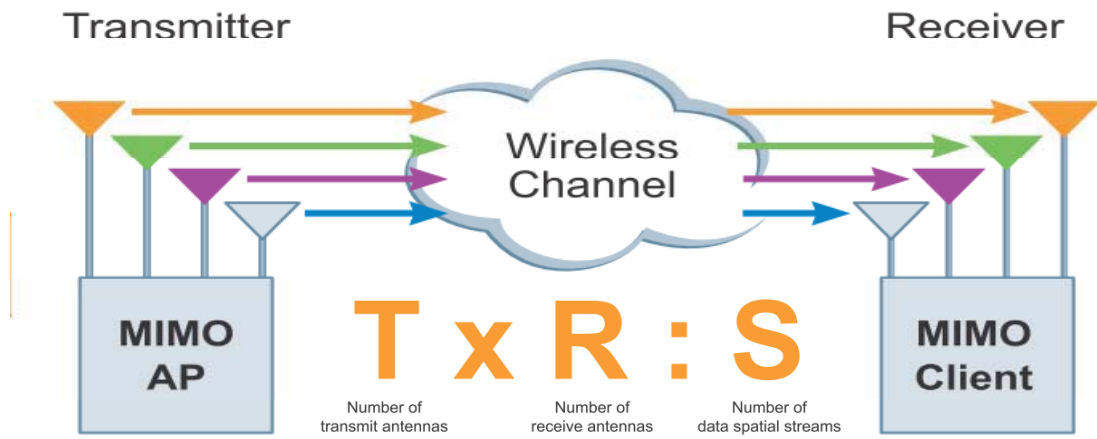 Transmitter
Receiver
Wireless
Channel
MIMO
AP
T x R : S
MIMO
Client
Number of
transmit antennas
Number of
receive antennas
Number of
data spatial streams